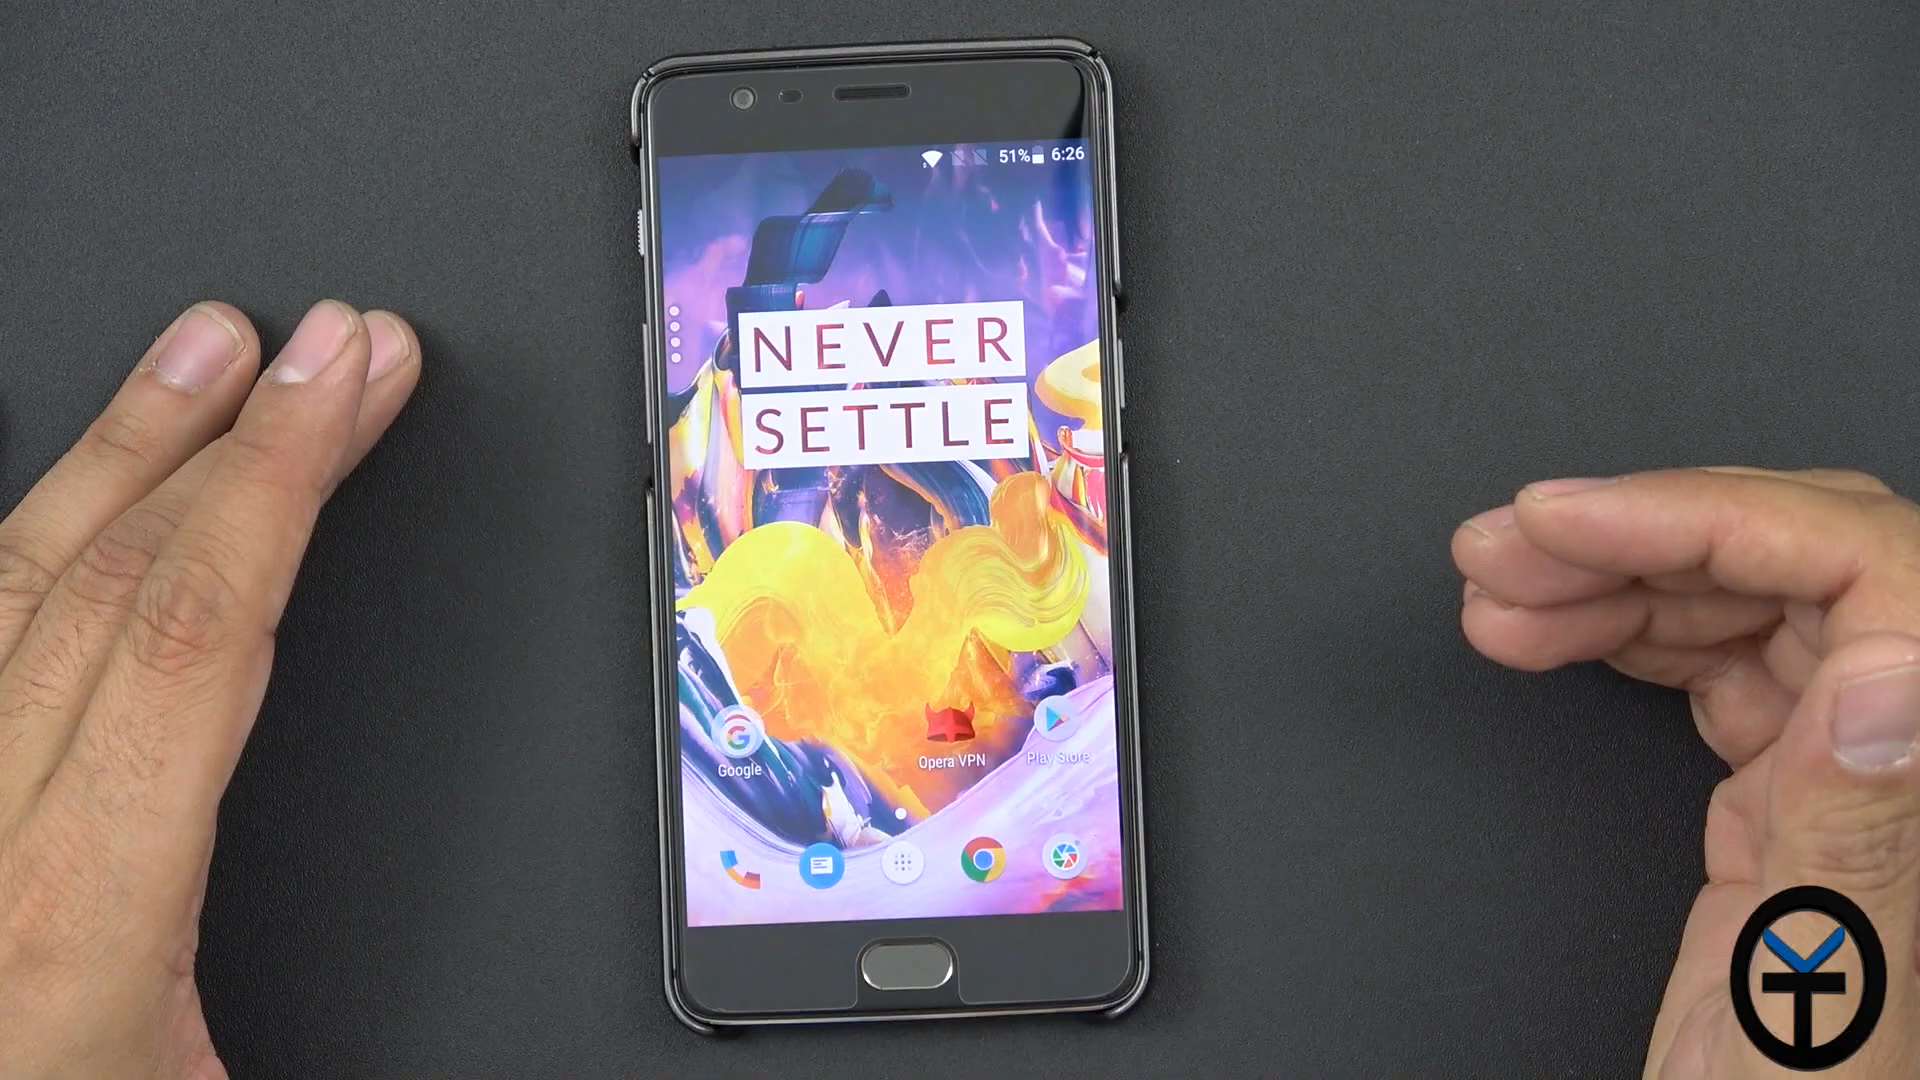 51% 6:26
NEVER
SETTLE
Google
Opera VPN
Play Store